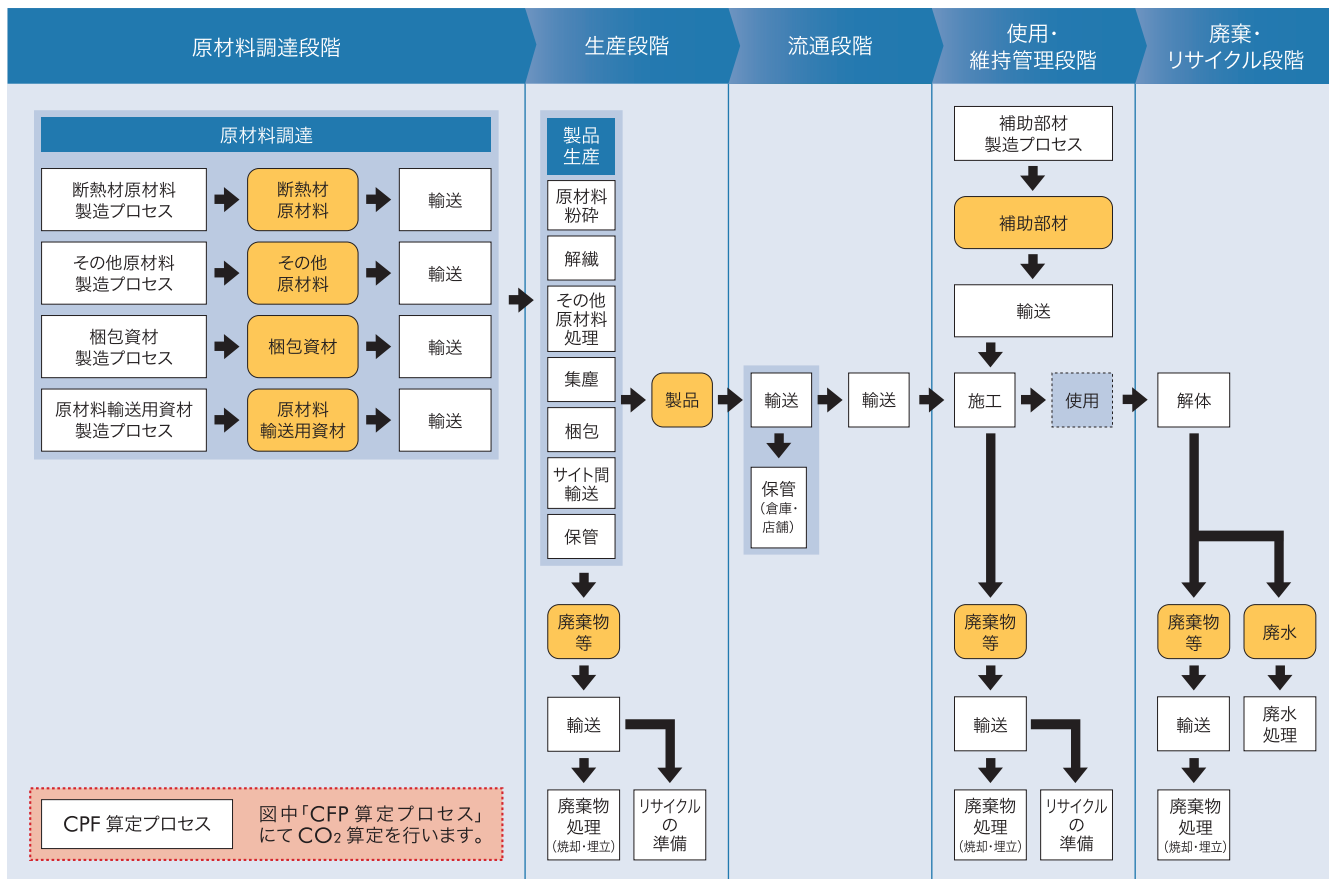 原材料調達段階
生産段階
流通段階
使用・
維持管理段階
廃棄・
リサイクル段階
原材料調達
断熱材原材料
製造プロセス
断熱材
原材料
輸送
その他原材料
製造プロセス
その他
原材料
輸送
梱包資材
製造プロセス
梱包資材
輸送
原材料輸送用資材
製造プロセス
原材料
輸送用資材
輸送
製品
生産
原材料
粉砕
解繊
その他
原材料
処理
集塵
梱包
サイト間
輸送
保管
製品
廃棄物
等
輸送
廃棄物
処理
(焼却・埋立)
リサイクル
の
準備
輸送
保管
(倉庫・
店舗)
輸送
補助部材
製造プロセス
補助部材
輸送
施工
使用
廃棄物
等
輸送
廃棄物
処理
(焼却・埋立)
リサイクル
の
準備
解体
廃棄物
等
廃水
輸送
廃水
処理
廃棄物
処理
(焼却・埋立)
CPF 算定プロセス
図中「CFP 算定プロセス」
にて CO₂ 算定を行います。